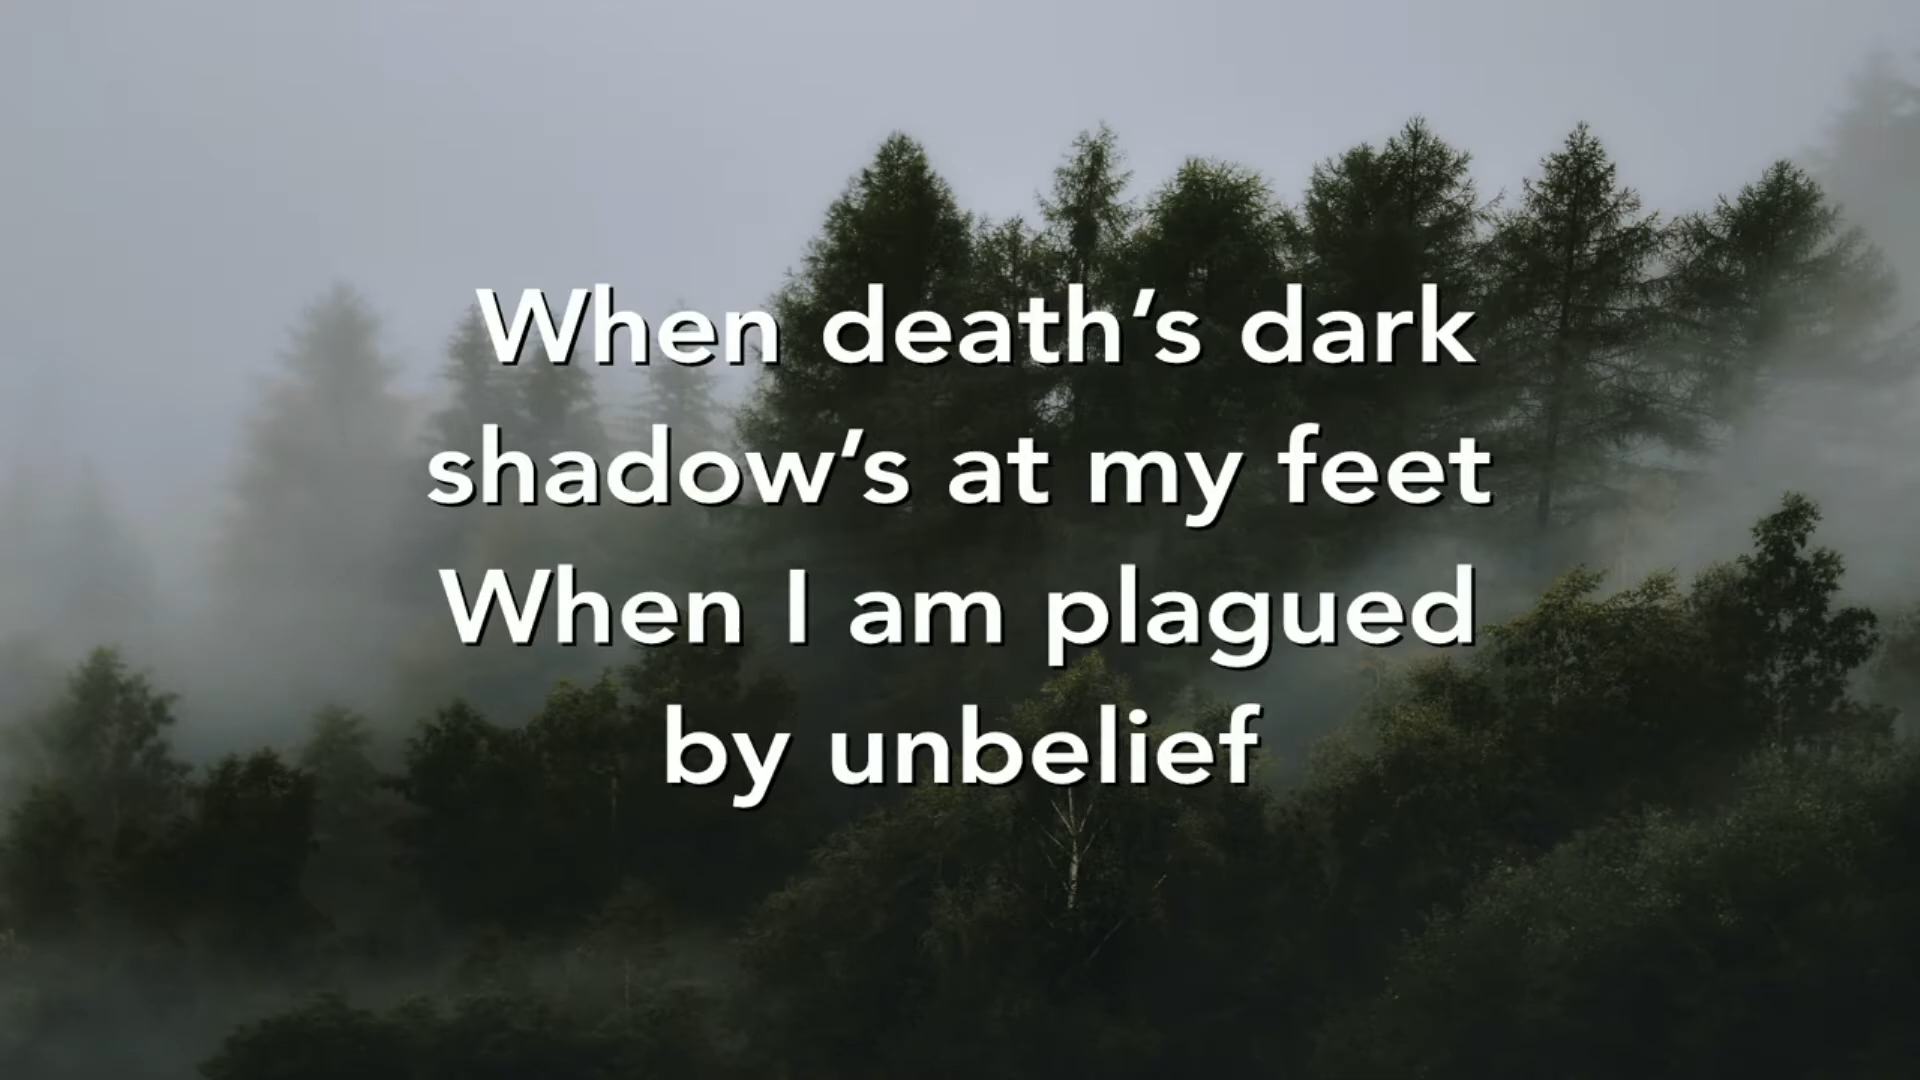 When death’s dark
shadow’s at my feet
When I am plagued
by unbelief